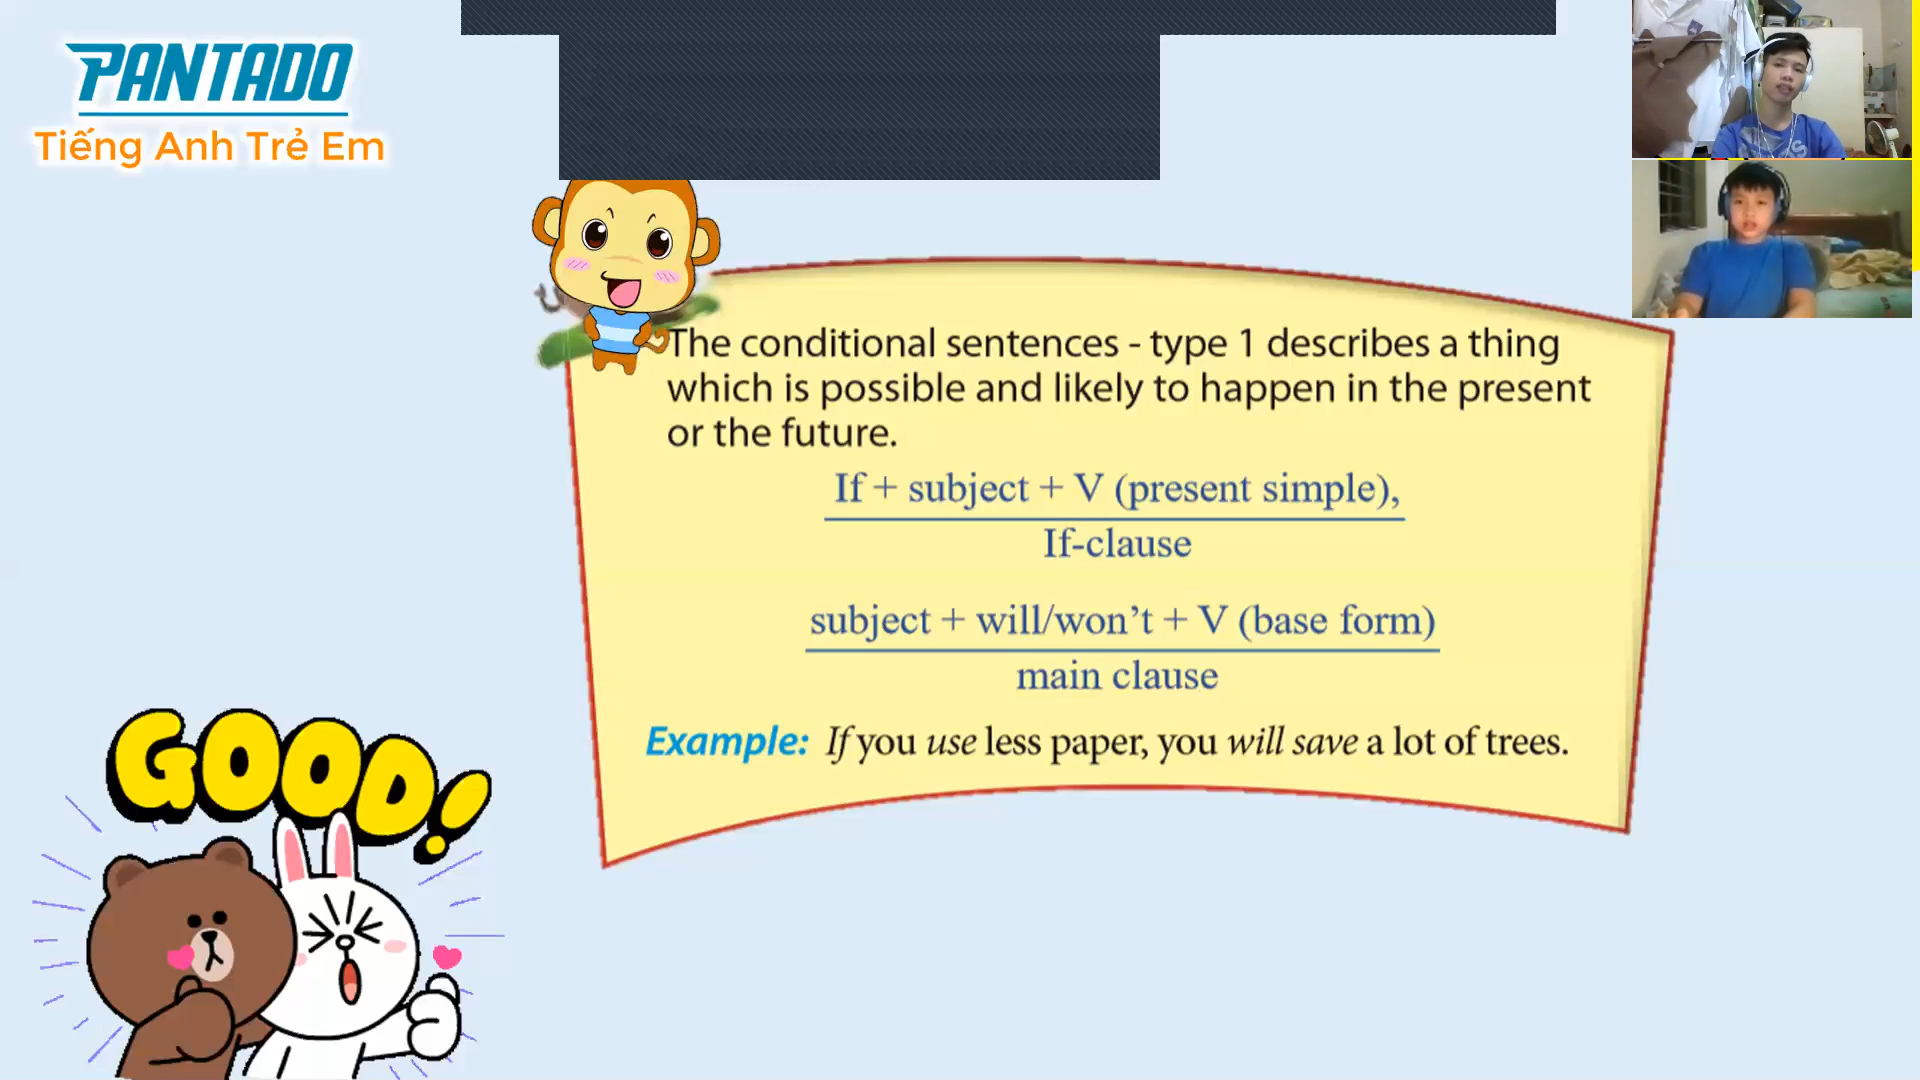 PANTADO
Tiếng Anh Trẻ Em
The conditional sentences - type 1 describes a thing
which is possible and likely to happen in the present
or the future.
If + subject + V (present simple),
If-clause
subject + will/won’t + V (base form)
main clause
Example: If you use less paper, you will save a lot of trees.
GOOD!